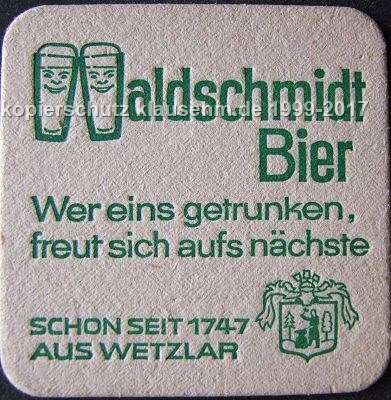 Waldschmidt
kopierschutz klausehm.de 1999-2017
Bier
Wer eins getrunken,
freut sich aufs nächste
SCHON SEIT 1747
AUS WETZLAR